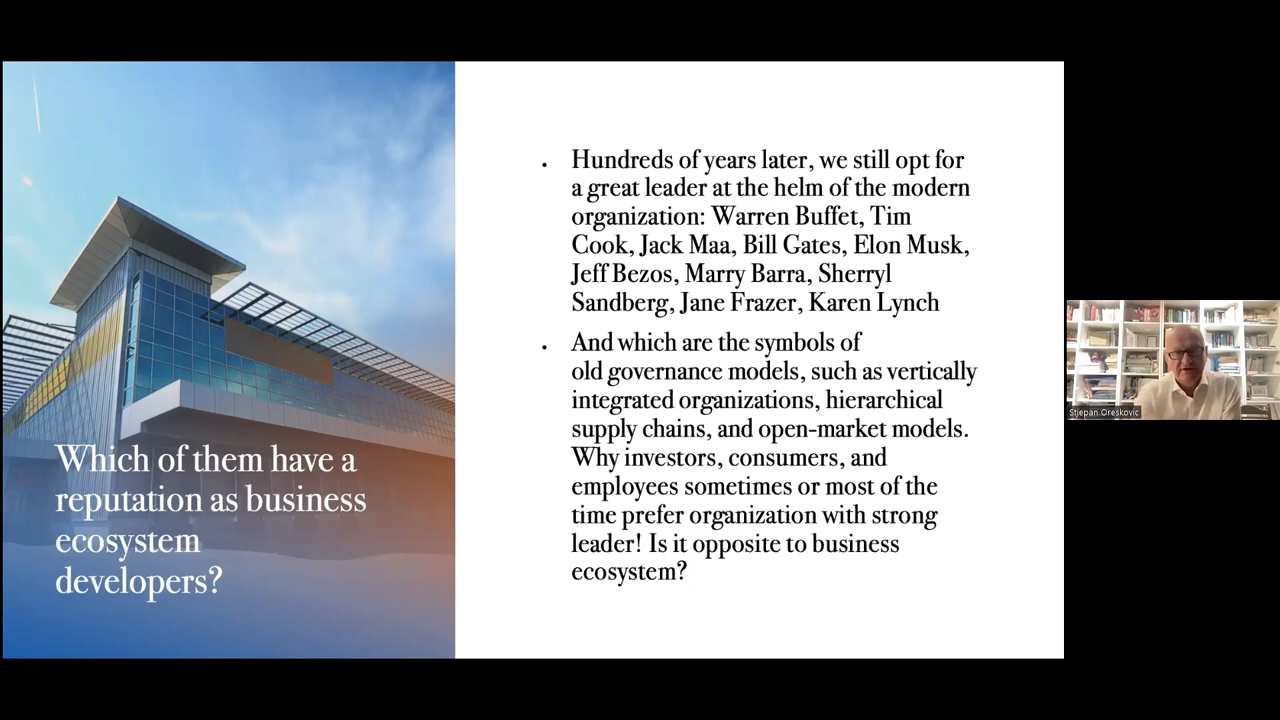 Which of them have a
reputation as business
ecosystem
developers?
• Hundreds of years later, we still opt for
a great leader at the helm of the modern
organization: Warren Buffet, Tim
Cook, Jack Maa, Bill Gates, Elon Musk,
Jeff Bezos, Marry Barra, Sherryl
Sandberg, Jane Frazer, Karen Lynch
• And which are the symbols of
old governance models, such as vertically
integrated organizations, hierarchical
supply chains, and open-market models.
Why investors, consumers, and
employees sometimes or most of the
time prefer organization with strong
leader! Is it opposite to business
ecosystem?
Stjepan Oreskovic